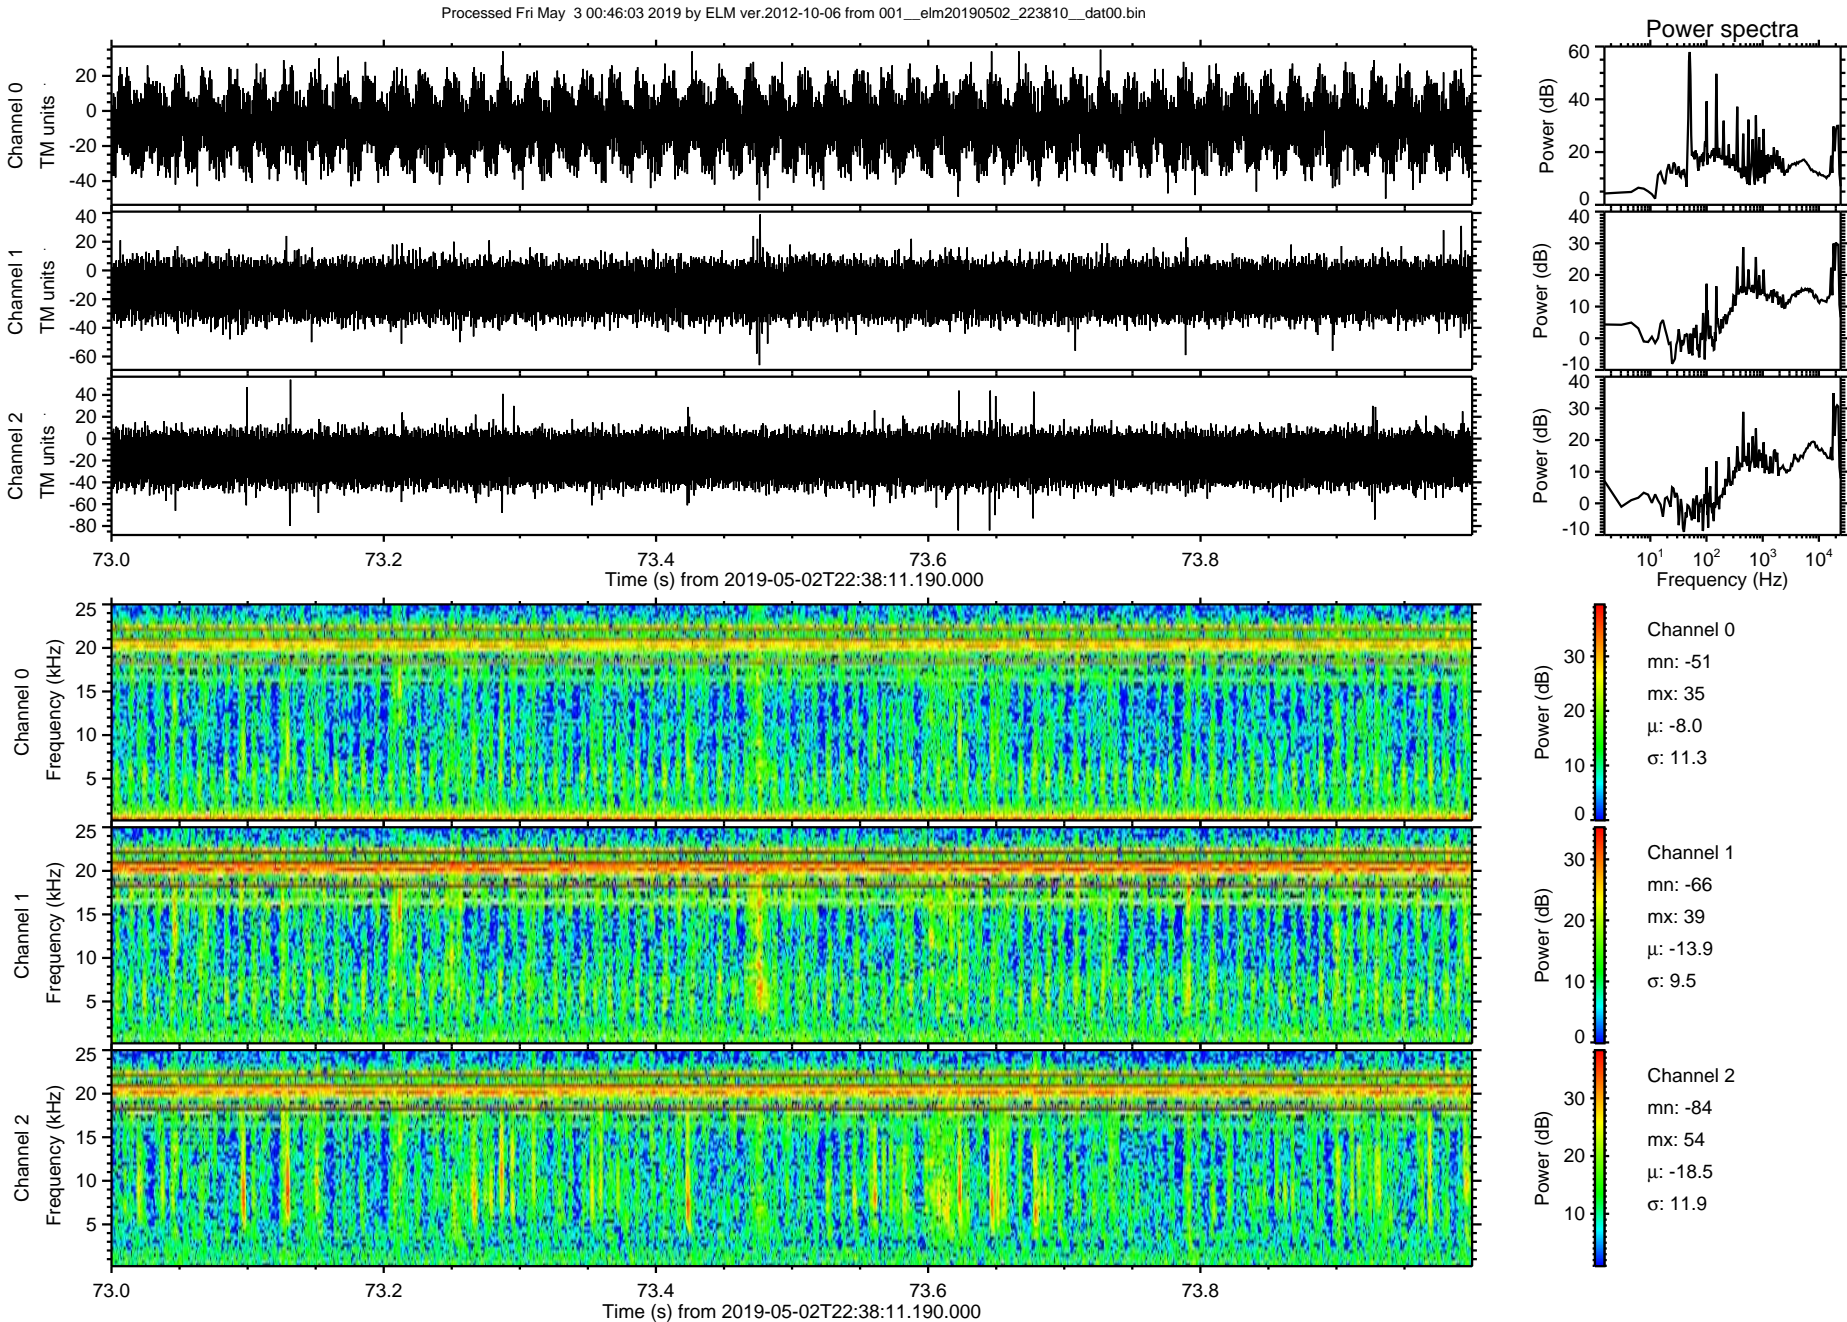 Processed Fri May  3 00:46:03 2019 by ELM ver.2012-10-06 from 001__elm20190502_223810__dat00.bin
Power spectra
Channel 0
TM units
20
0
-20
-40
Power (dB)
60
40
20
0
Channel 1
TM units
40
20
0
-20
-40
-60
Power (dB)
40
30
20
10
0
-10
Channel 2
TM units
40
20
0
-20
-40
-60
-80
Power (dB)
40
30
20
10
0
-10
73.0 73.2 73.4 73.6 73.8
Time (s) from 2019-05-02T22:38:11.190.000
10^1 10^2 10^3 10^4
Frequency (Hz)
Channel 0
Frequency (kHz)
25
20
15
10
5
Power (dB)
30
20
10
0
Channel 0
mn: -51
mx: 35
μ: -8.0
σ: 11.3
Channel 1
Frequency (kHz)
25
20
15
10
5
Power (dB)
30
20
10
0
Channel 1
mn: -66
mx: 39
μ: -13.9
σ: 9.5
Channel 2
Frequency (kHz)
25
20
15
10
5
Power (dB)
30
20
10
Channel 2
mn: -84
mx: 54
μ: -18.5
σ: 11.9
73.0 73.2 73.4 73.6 73.8
Time (s) from 2019-05-02T22:38:11.190.000